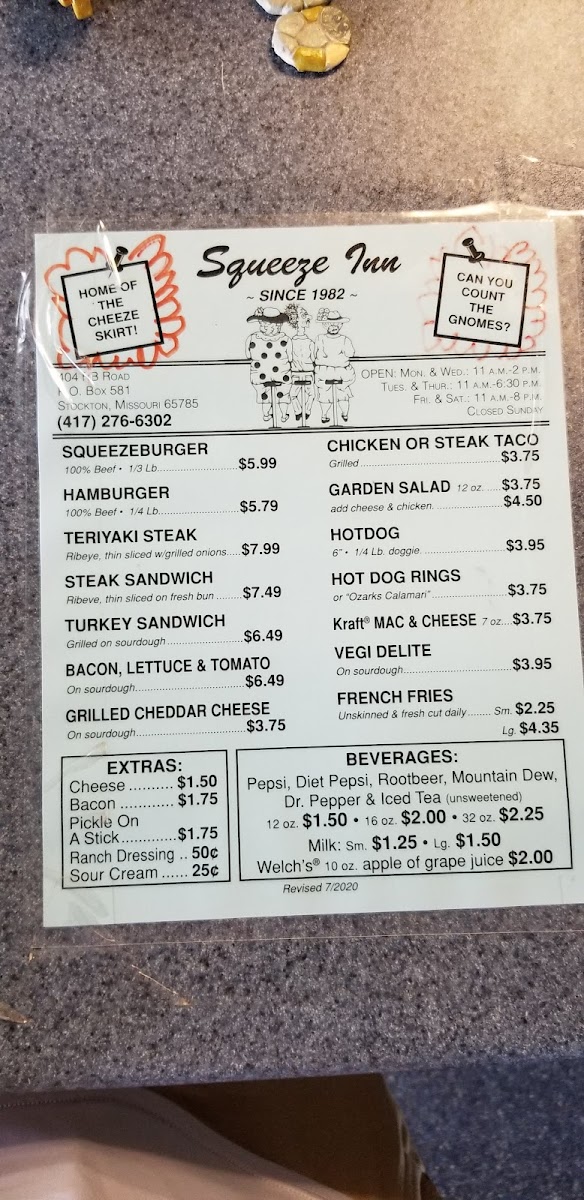 HOME OF
THE
CHEEZE
SKIRT!
Squeeze Inn
~ SINCE 1982 ~
CAN YOU
COUNT
THE
GNOMES?
404 RB ROAD
P.O. BOX 581
STOCKTON, MISSOURI 65785
(417) 276-6302
OPEN: MON. & WED.: 11 A.M.-2 P.M.
TUES. & THUR.: 11 A.M.-6:30 P.M.
FRI. & SAT.: 11 A.M.-8 P.M.
CLOSED SUNDAY
SQUEEZEBURGER
100% Beef • 1/3 Lb. $5.99
HAMBURGER
100% Beef • 1/4 Lb. $5.79
TERIYAKI STEAK
Ribeye, thin sliced w/grilled onions.....$7.99
STEAK SANDWICH
Ribeye, thin sliced on fresh bun ........$7.49
TURKEY SANDWICH
Grilled on sourdough ........ $6.49
BACON, LETTUCE & TOMATO
On sourdough........ $6.49
GRILLED CHEDDAR CHEESE
On sourdough........ $3.75
CHICKEN OR STEAK TACO
Grilled ........ $3.75
GARDEN SALAD 12 oz. .....$3.75
add cheese & chicken. ........ $4.50
HOTDOG
6" • 1/4 Lb. doggie. ........ $3.95
HOT DOG RINGS
or "Ozarks Calamari" ........ $3.75
Kraft® MAC & CHEESE 7 oz....$3.75
VEGI DELITE
On sourdough........ $3.95
FRENCH FRIES
Unskinned & fresh cut daily........ Sm. $2.25
Lg. $4.35
EXTRAS:
Cheese .......... $1.50
Bacon ............ $1.75
Pickle On
A Stick............ $1.75
Ranch Dressing .. 50¢
Sour Cream ...... 25¢
BEVERAGES:
Pepsi, Diet Pepsi, Rootbeer, Mountain Dew,
Dr. Pepper & Iced Tea (unsweetened)
12 oz. $1.50 • 16 oz. $2.00 • 32 oz. $2.25
Milk: Sm. $1.25 • Lg. $1.50
Welch's® 10 oz. apple of grape juice $2.00
Revised 7/2020